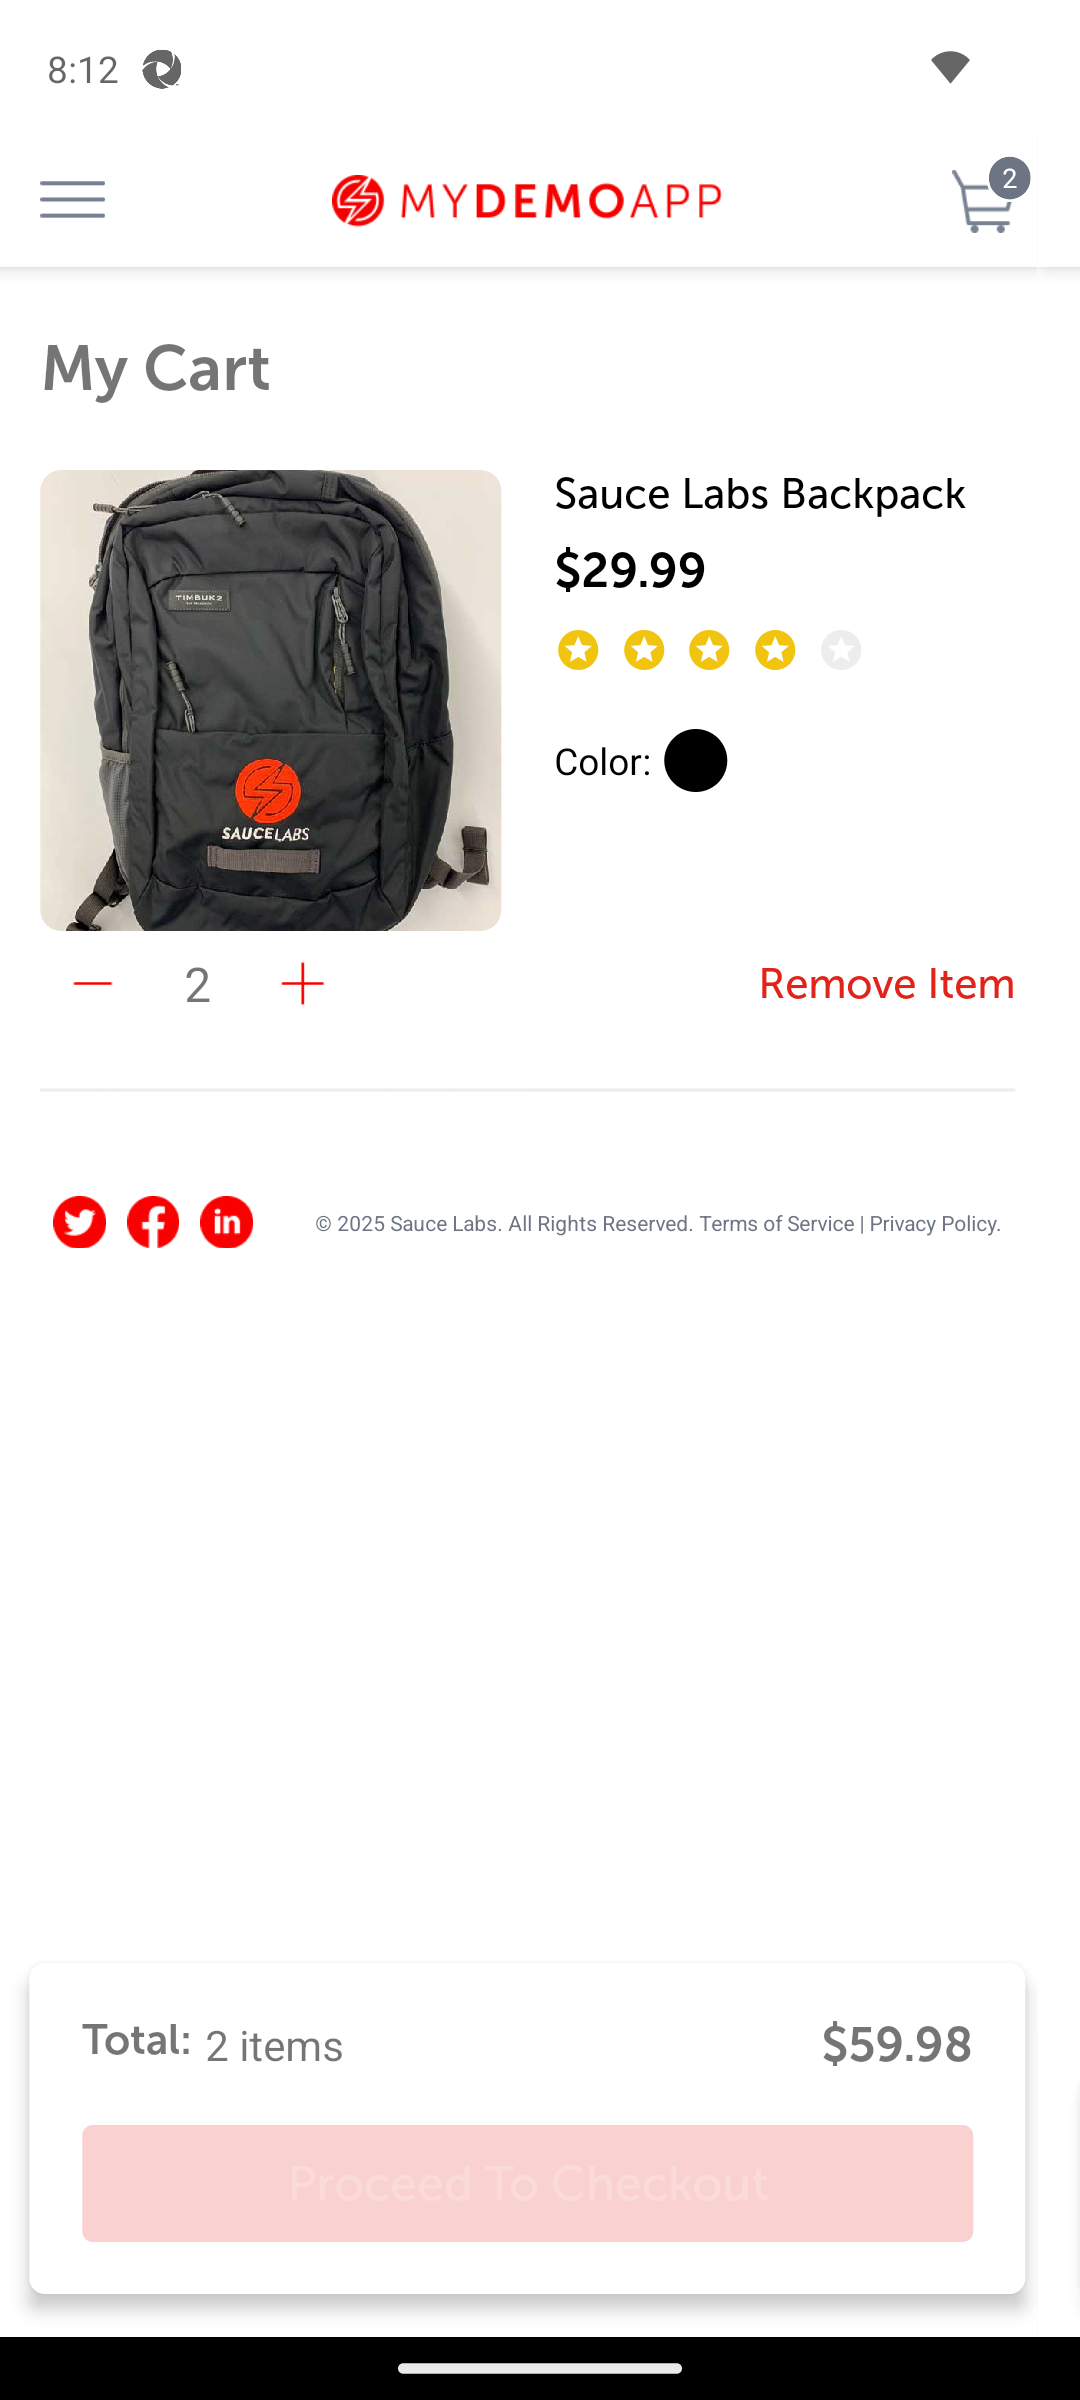 8:12
2
MYDEMOAPP
My Cart
Sauce Labs Backpack
$29.99
TIMBUK2
Color:
SAUCELABS
2
Remove Item
© 2025 Sauce Labs. All Rights Reserved. Terms of Service | Privacy Policy.
Total: 2 items
$59.98
Proceed To Checkout